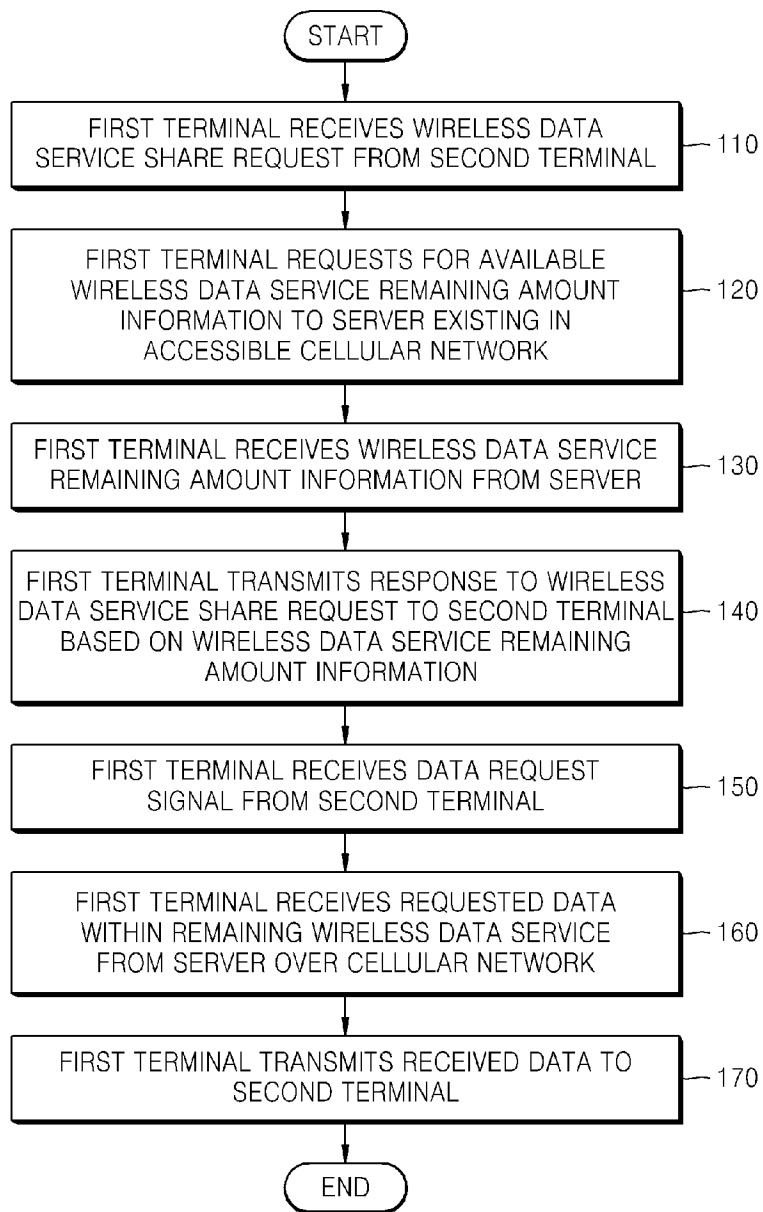 START
FIRST TERMINAL RECEIVES WIRELESS DATA
SERVICE SHARE REQUEST FROM SECOND TERMINAL
110
FIRST TERMINAL REQUESTS FOR AVAILABLE
WIRELESS DATA SERVICE REMAINING AMOUNT
INFORMATION TO SERVER EXISTING IN
ACCESSIBLE CELLULAR NETWORK
120
FIRST TERMINAL RECEIVES WIRELESS DATA SERVICE
REMAINING AMOUNT INFORMATION FROM SERVER
130
FIRST TERMINAL TRANSMITS RESPONSE TO WIRELESS
DATA SERVICE SHARE REQUEST TO SECOND TERMINAL
BASED ON WIRELESS DATA SERVICE REMAINING
AMOUNT INFORMATION
140
FIRST TERMINAL RECEIVES DATA REQUEST
SIGNAL FROM SECOND TERMINAL
150
FIRST TERMINAL RECEIVES REQUESTED DATA
WITHIN REMAINING WIRELESS DATA SERVICE
FROM SERVER OVER CELLULAR NETWORK
160
FIRST TERMINAL TRANSMITS RECEIVED DATA TO
SECOND TERMINAL
170
END